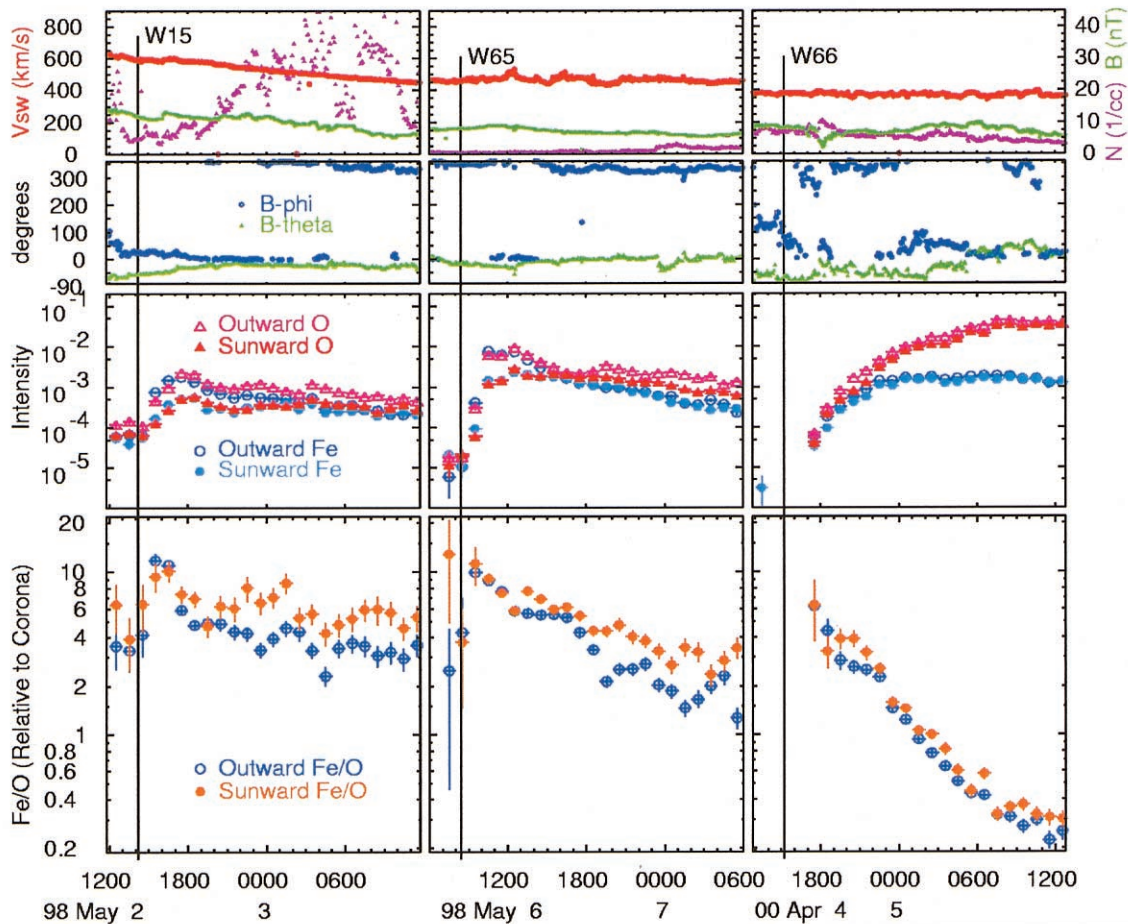 800
600
400
200
0
Vsw (km/s)
W15
W65
W66
40
30
20
10
0
N (1/cc) B (nT)
300
200
100
0
-90
degrees
B-phi
B-theta
10-1
10-2
10-3
10-4
10-5
Intensity
Outward O
Sunward O
Outward Fe
Sunward Fe
20
10
6
4
2
1
0.8
0.6
0.4
0.2
Fe/O (Relative to Corona)
Outward Fe/O
Sunward Fe/O
1200 1800 0000 0600 1200 1800 0000 0600 1800 0000 1200
98 May 2 3 98 May 6 7 00 Apr 4 5